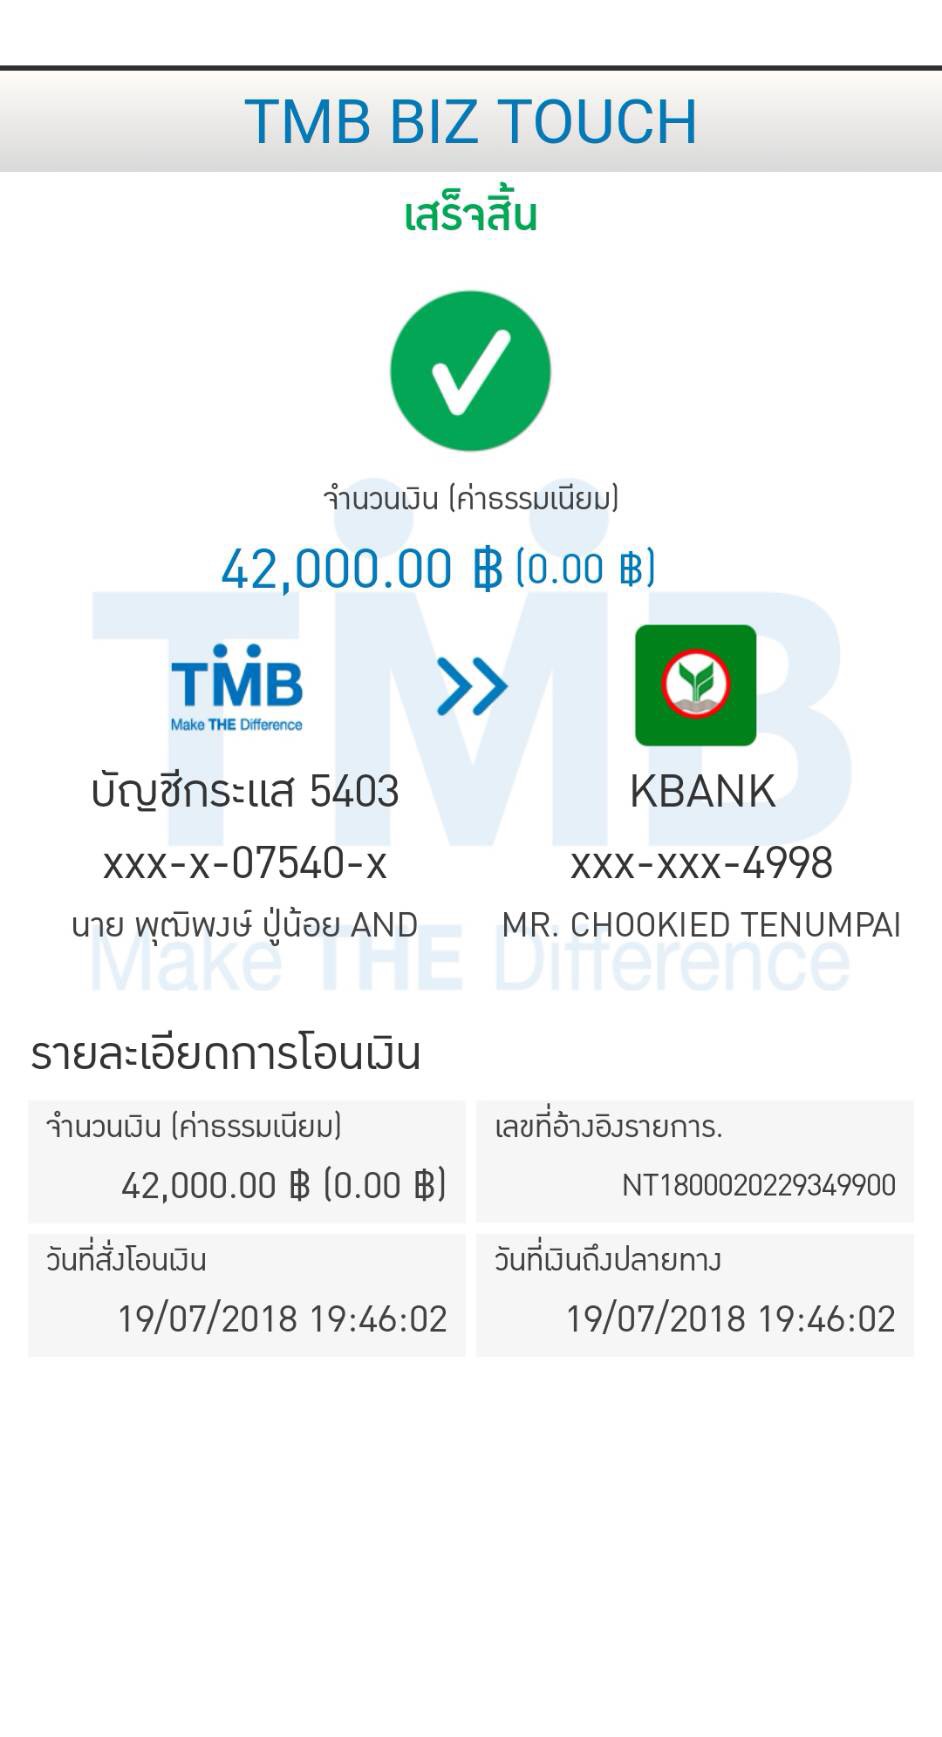 TMB BIZ TOUCH
เสร็จสิ้น
จำนวนเงิน (ค่าธรรมเนียม)
42,000.00 ฿ (0.00 ฿)
TMB
Make THE Difference
บัญชีกระแส 5403
KBANK
xxx-x-07540-x
xxx-xxx-4998
นาย พุฒิพงษ์ ปู่น้อย AND
MR. CHOOKIED TENUMPAI
TMB
Make THE Difference
รายละเอียดการโอนเงิน
จำนวนเงิน (ค่าธรรมเนียม)
42,000.00 ฿ (0.00 ฿)
เลขที่อ้างอิงรายการ.
NT1800020229349900
วันที่สั่งโอนเงิน
19/07/2018 19:46:02
วันที่เงินถึงปลายทาง
19/07/2018 19:46:02